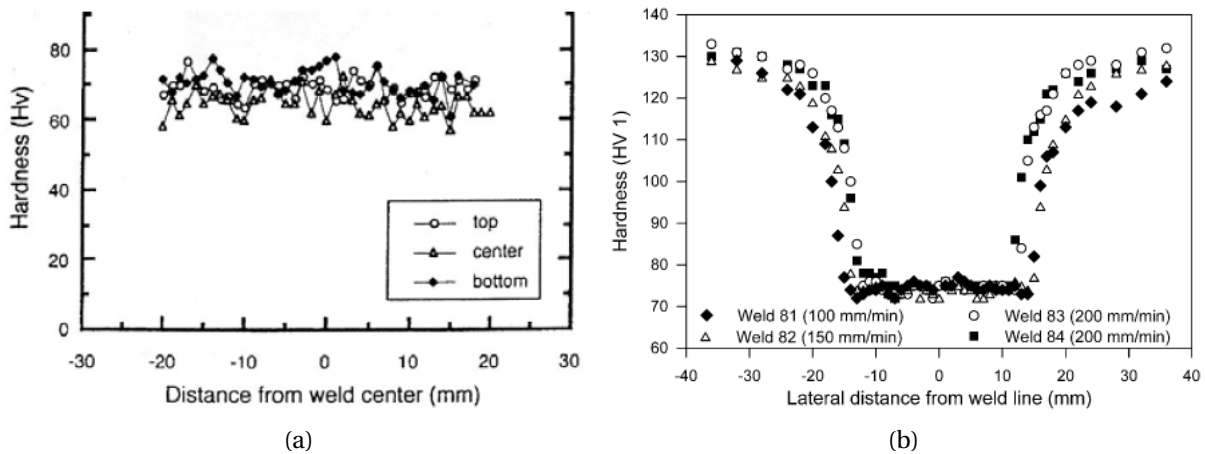 80
60
40
20
0
Hardness (Hv)
top
center
bottom
-30 -20 -10 0 10 20 30
Distance from weld center (mm)
(a)
140
130
120
110
100
90
80
70
60
Hardness (HV 1)
Weld 81 (100 mm/min) Weld 83 (200 mm/min)
Weld 82 (150 mm/min) Weld 84 (200 mm/min)
-40 -30 -20 -10 0 10 20 30 40
Lateral distance from weld line (mm)
(b)